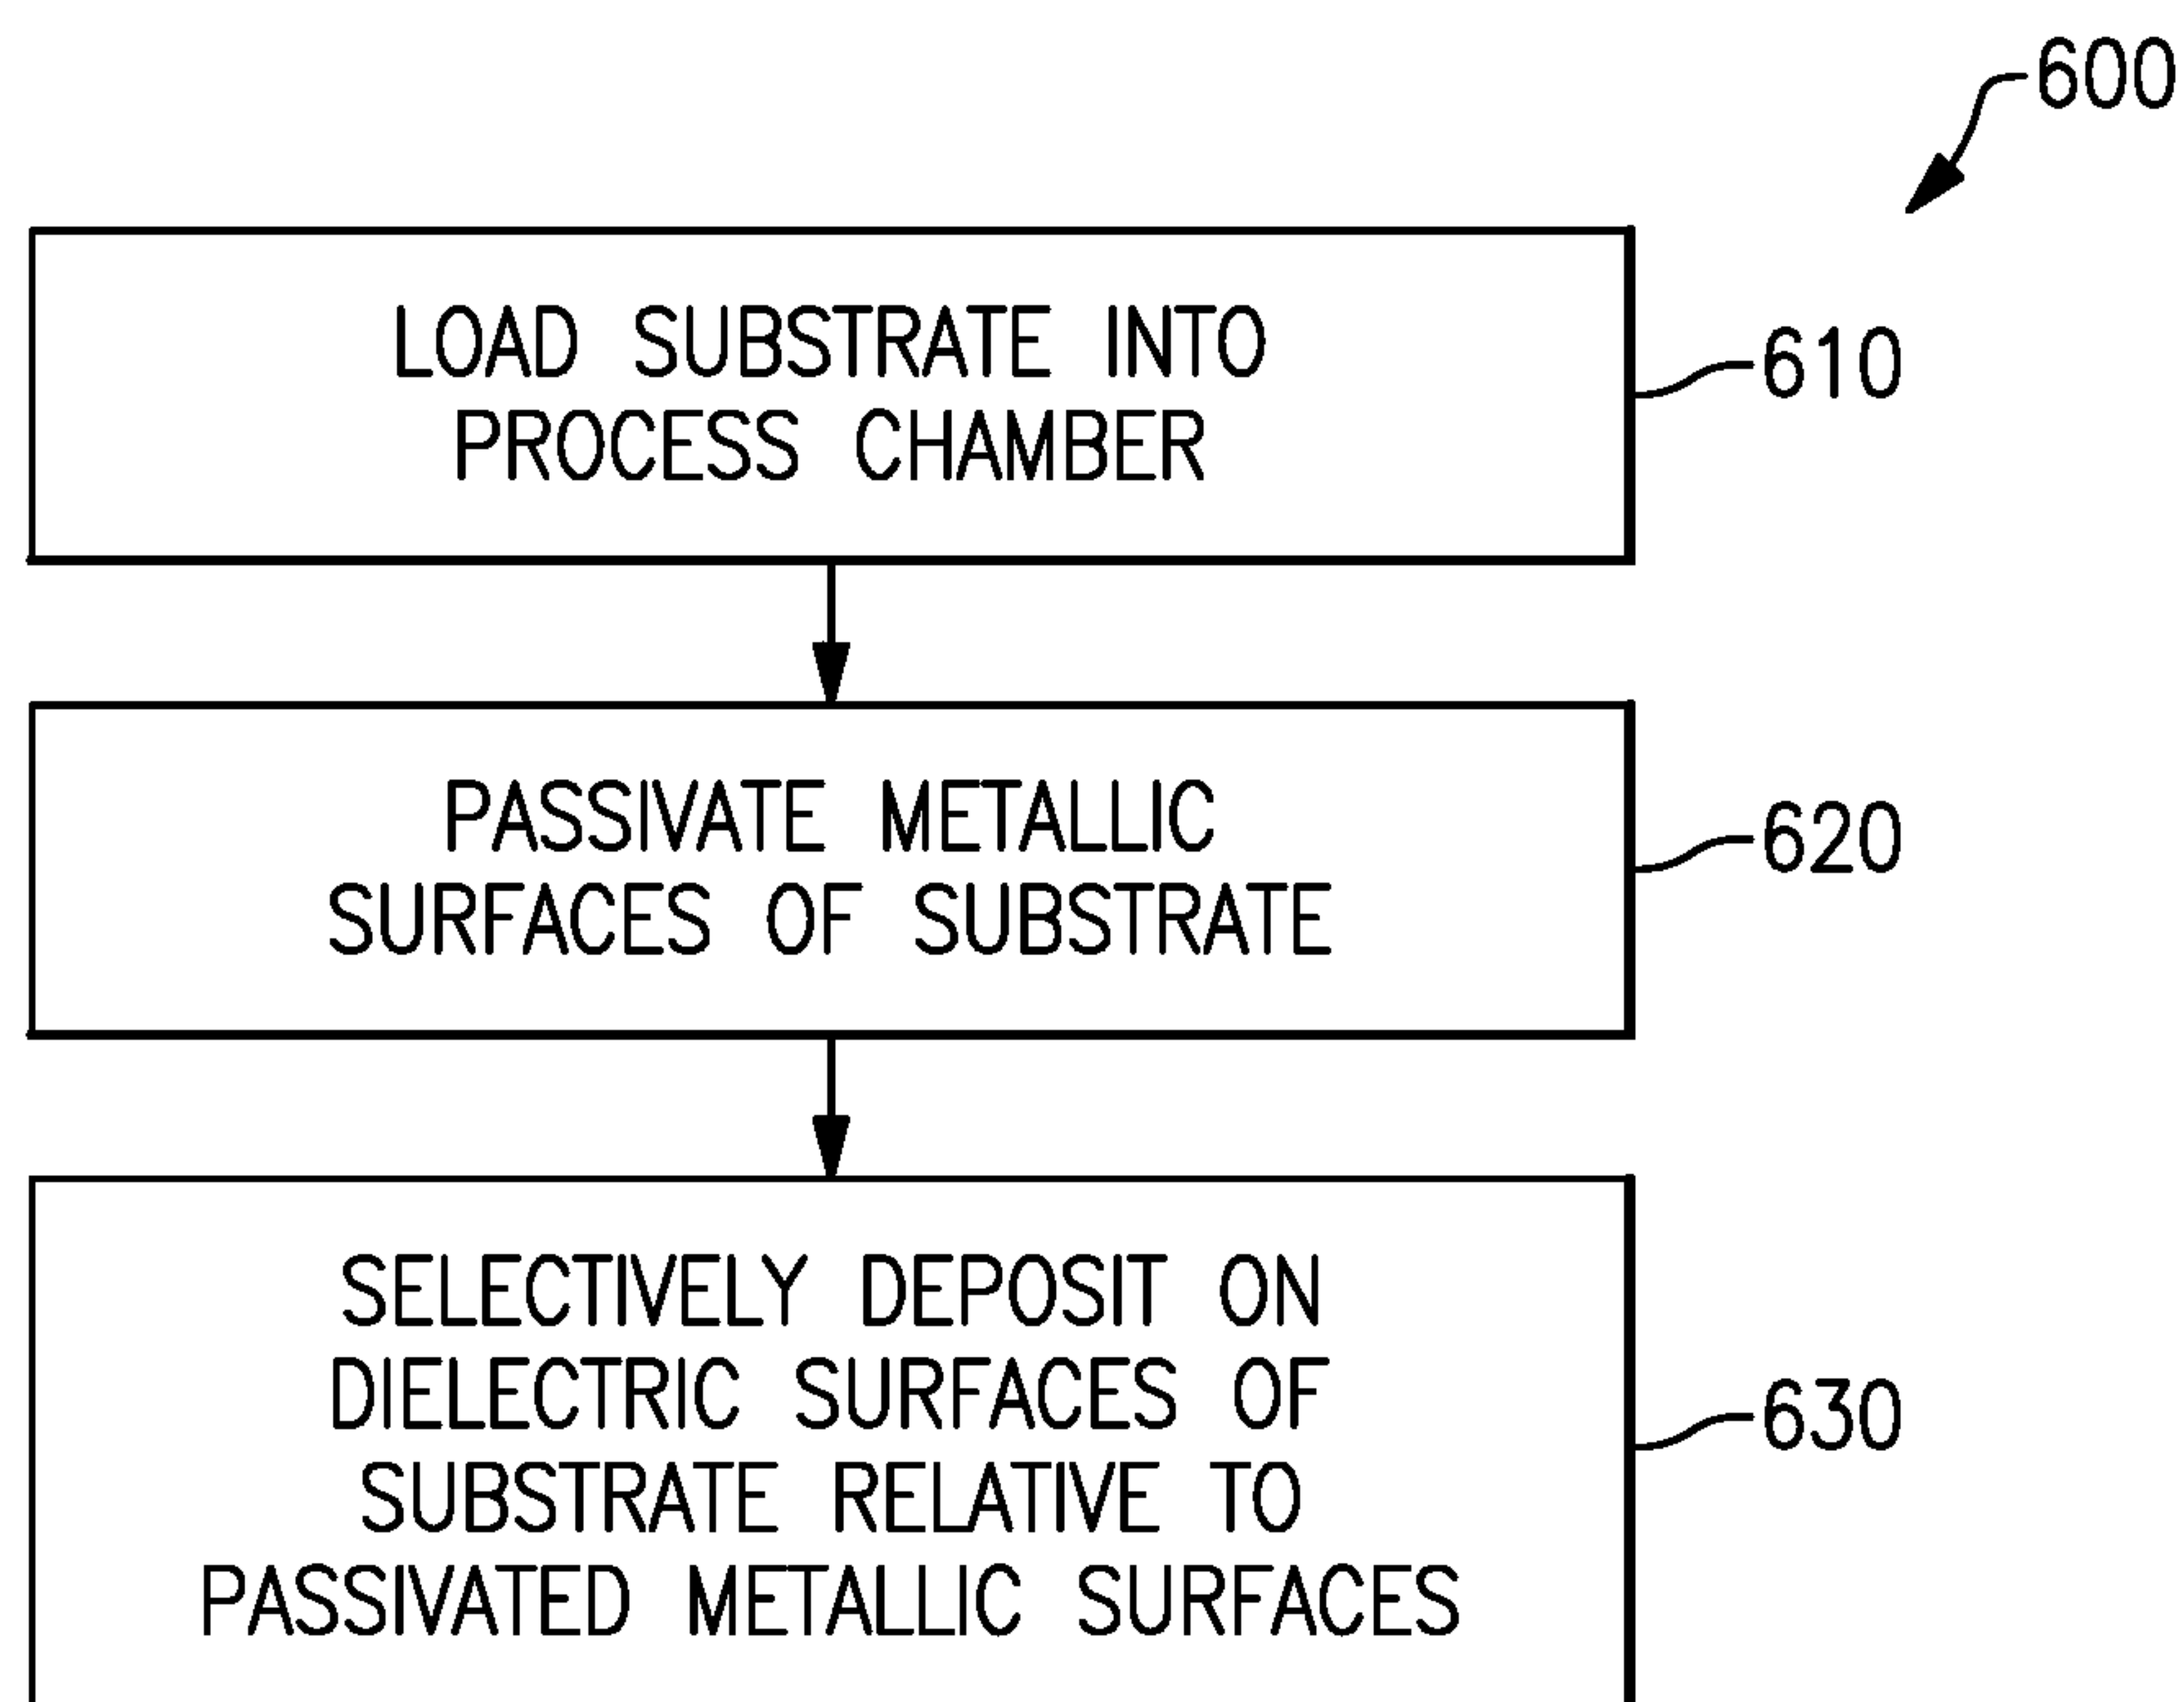 600
LOAD SUBSTRATE INTO
PROCESS CHAMBER
610
PASSIVATE METALLIC
SURFACES OF SUBSTRATE
620
SELECTIVELY DEPOSIT ON
DIELECTRIC SURFACES OF
SUBSTRATE RELATIVE TO
PASSIVATED METALLIC SURFACES
630